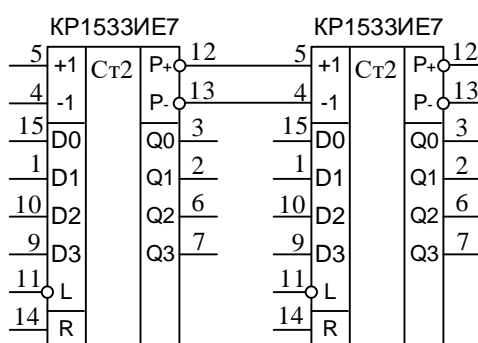 КР1533ИЕ7 КР1533ИЕ7
5 +1 Ст2 P+ 12 5 +1 Ст2 P+ 12
4 -1 P- 13 4 -1 P- 13
15 D0 Q0 3 15 D0 Q0 3
1 D1 Q1 2 1 D1 Q1 2
10 D2 Q2 6 10 D2 Q2 6
9 D3 Q3 7 9 D3 Q3 7
11 L 11 L
14 R 14 R